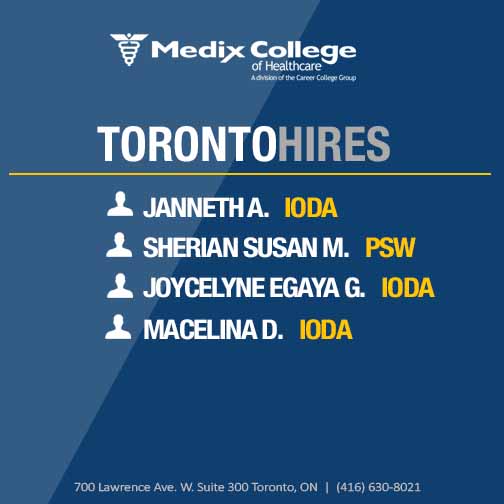 Medix College
of Healthcare
A division of the Career College Group
TORONTOHIRES
JANNETH A. IODA
SHERIAN SUSAN M. PSW
JOYCELYNE EGAYA G. IODA
MACELINA D. IODA
700 Lawrence Ave. W. Suite 300 Toronto, ON | (416) 630-8021